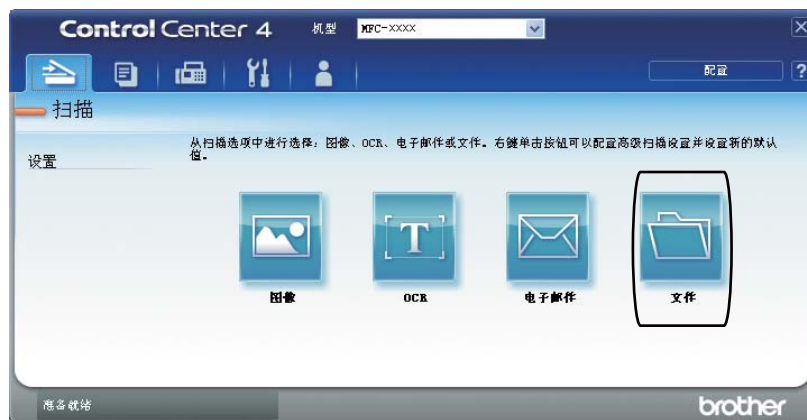 Control Center 4 机型 MFC-XXXX
配置 ?
扫描
从扫描选项中进行选择：图像、OCR、电子邮件或文件。右键单击按钮可以配置高级扫描设置并设置新的默认
值。
设置
T
图像 OCR 电子邮件 文件
准备就绪 brother